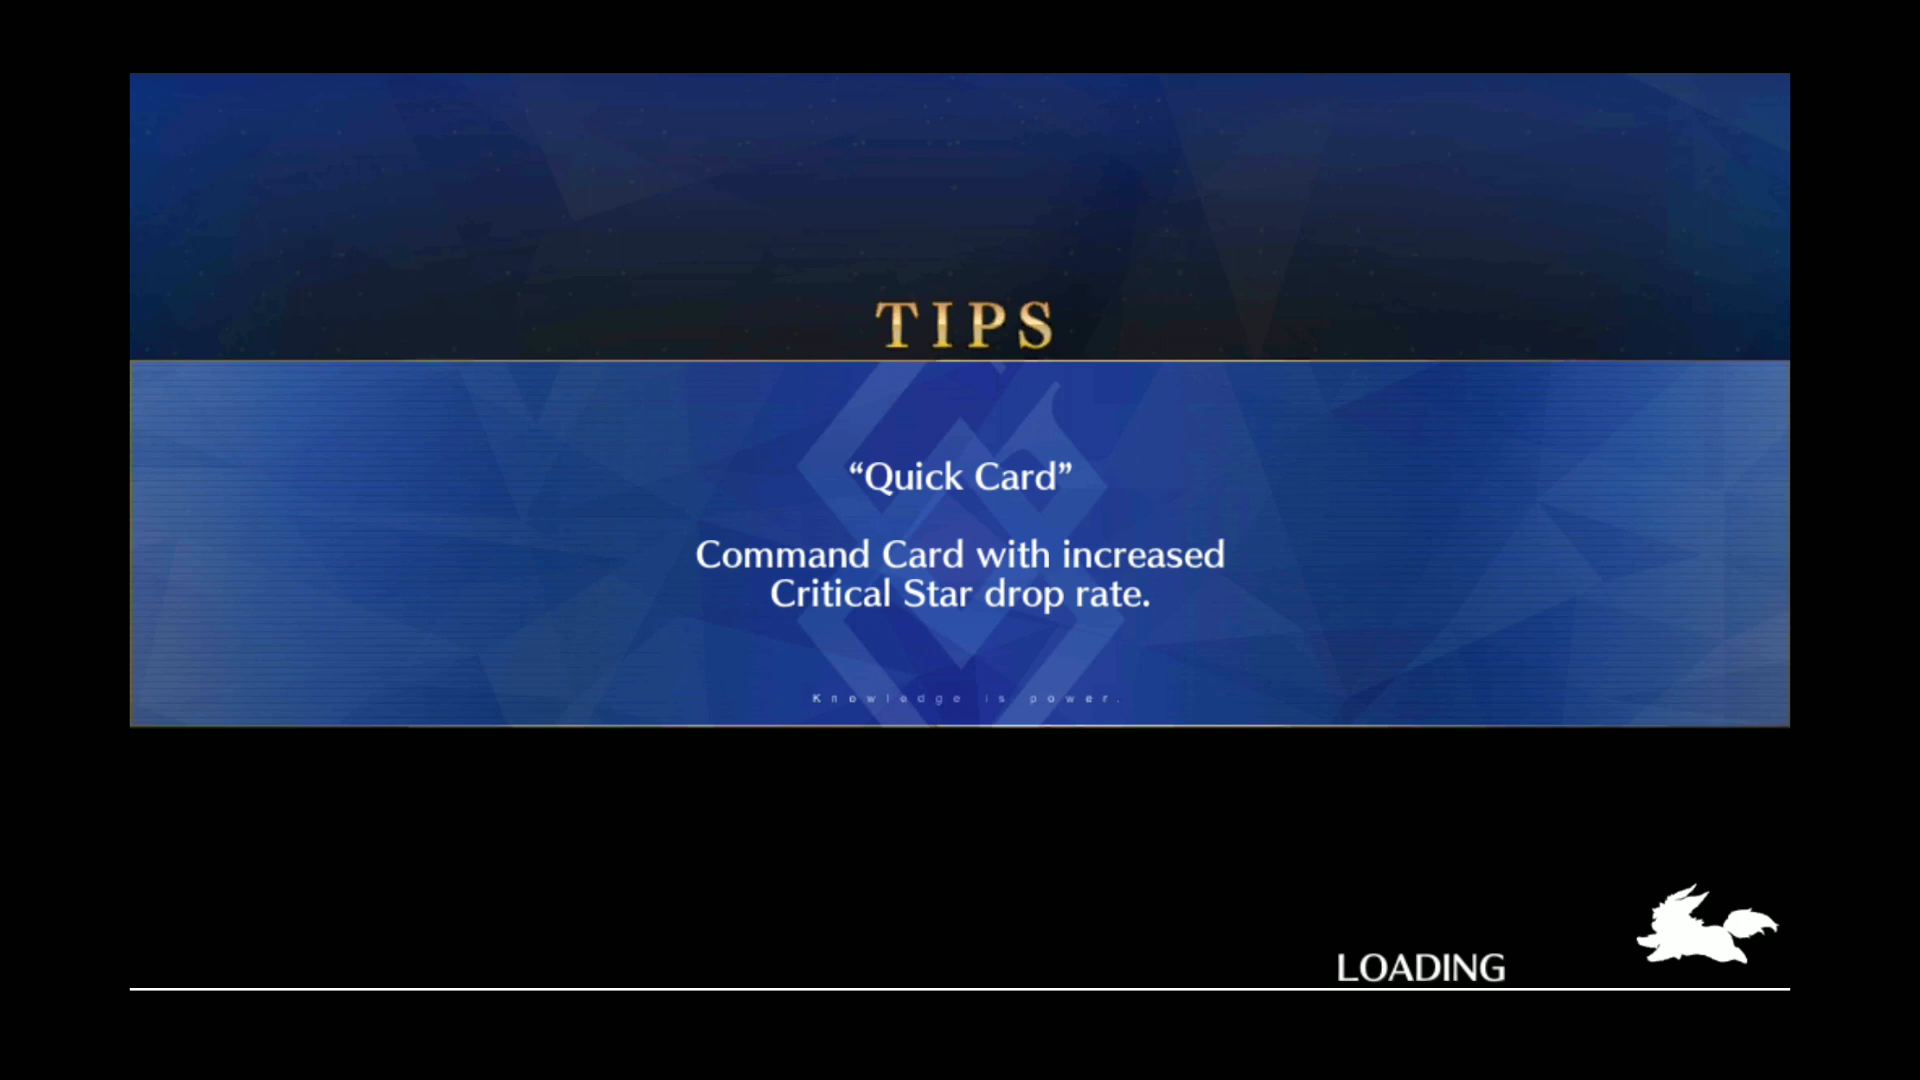 TIPS
“Quick Card”
Command Card with increased
Critical Star drop rate.
Knowledge is power.
LOADING